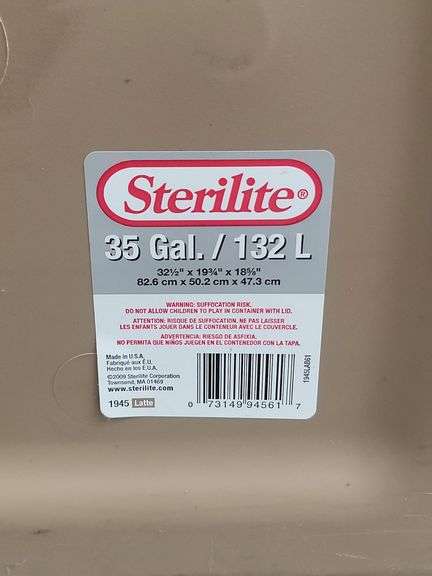 Sterilite®
35 Gal. / 132 L
32½" x 19¾" x 18⅝"
82.6 cm x 50.2 cm x 47.3 cm
WARNING: SUFFOCATION RISK.
DO NOT ALLOW CHILDREN TO PLAY IN CONTAINER WITH LID.
ATTENTION: RISQUE DE SUFFOCATION, NE PAS LAISSER
LES ENFANTS JOUER DANS LE CONTENEUR AVEC LE COUVERCLE.
ADVERTENCIA: RIESGO DE ASFIXIA,
NO PERMITA QUE NIÑOS JUEGEN EN EL CONTENEDOR CON LA TAPA.
Made in U.S.A.
Fabriqué aux É.U.
Hecho en los E.U.A.
©2009 Sterilite Corporation
Townsend, MA 01469
www.sterilite.com
1945 Latte
0 73149 94561 7